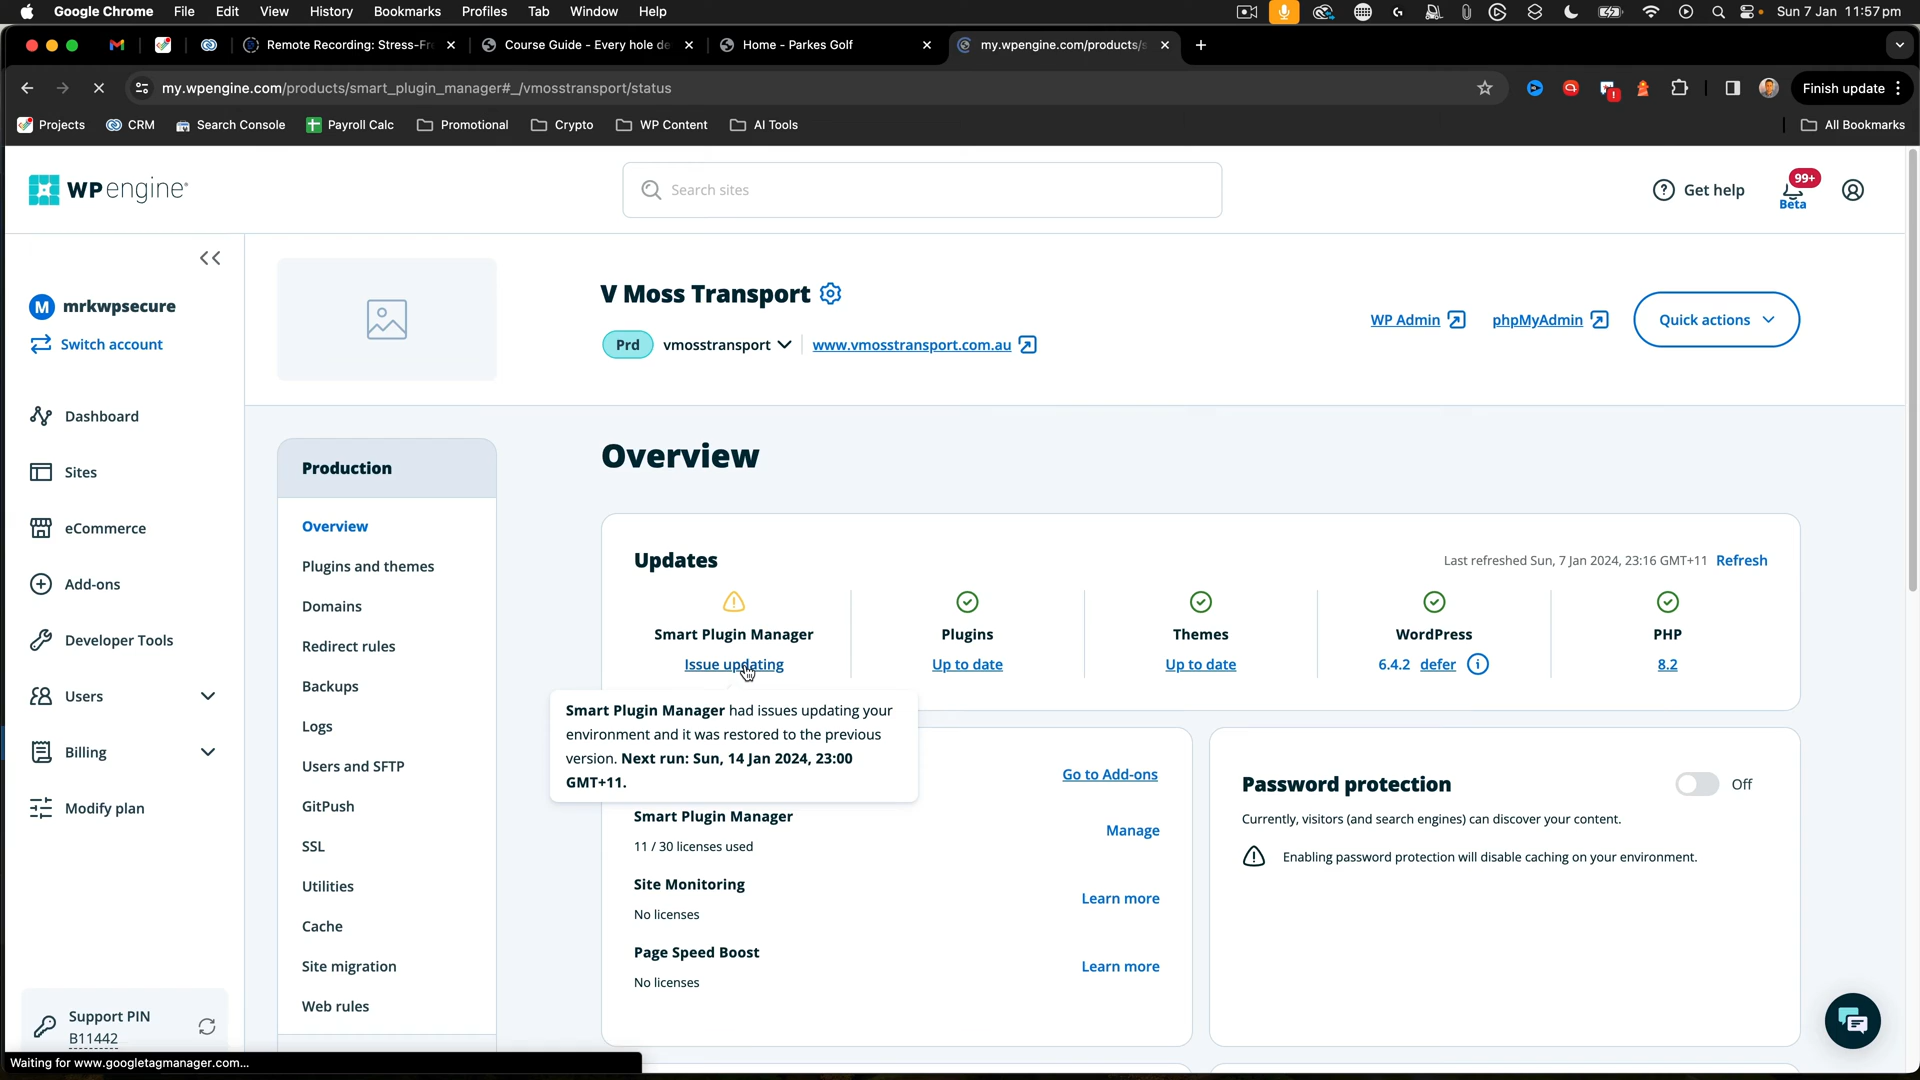 Google Chrome File Edit View History Bookmarks Profiles Tab Window Help
Sun 7 Jan 11:57 pm
Remote Recording: Stress-Fr
Course Guide - Every hole de
Home - Parkes Golf
my.wpengine.com/products/s
my.wpengine.com/products/smart_plugin_manager#_/vmosstransport/status
Finish update
Projects
CRM
Search Console
Payroll Calc
Promotional
Crypto
WP Content
AI Tools
All Bookmarks
WP engine
Search sites
Get help
99+
Beta
M mrkwpsecure
Switch account
Dashboard
Sites
eCommerce
Add-ons
Developer Tools
Users
Billing
Modify plan
Support PIN
B11442
V Moss Transport
Prd vmosstransport www.vmosstransport.com.au
WP Admin
phpMyAdmin
Quick actions
Production
Overview
Plugins and themes
Domains
Redirect rules
Backups
Logs
Users and SFTP
GitPush
SSL
Utilities
Cache
Site migration
Web rules
Overview
Updates
Last refreshed Sun, 7 Jan 2024, 23:16 GMT+11 Refresh
Smart Plugin Manager
Issue updating
Plugins
Up to date
Themes
Up to date
WordPress
6.4.2 defer
PHP
8.2
Smart Plugin Manager had issues updating your
environment and it was restored to the previous
version. Next run: Sun, 14 Jan 2024, 23:00
GMT+11.
Go to Add-ons
Smart Plugin Manager
11 / 30 licenses used
Manage
Site Monitoring
No licenses
Learn more
Page Speed Boost
No licenses
Learn more
Password protection
Off
Currently, visitors (and search engines) can discover your content.
Enabling password protection will disable caching on your environment.
Waiting for www.googletagmanager.com...